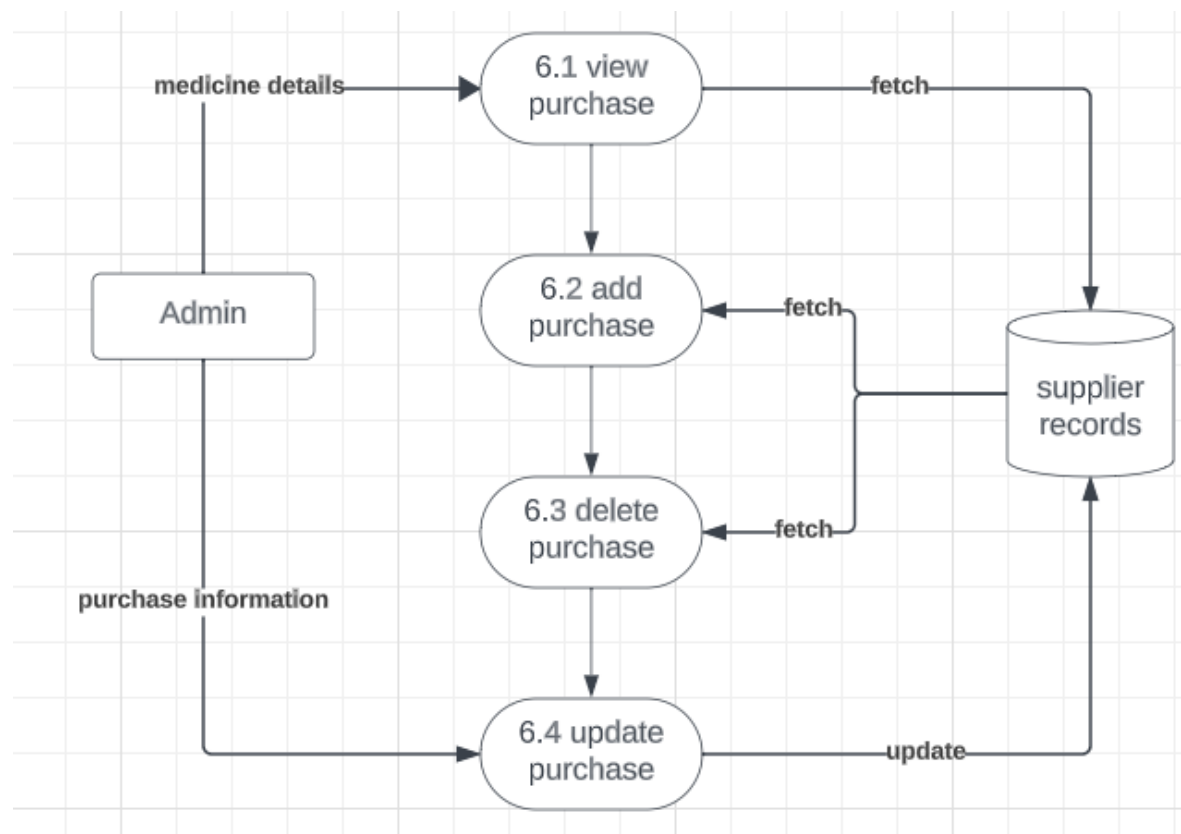 6.1 view
purchase
medicine details
fetch
6.2 add
purchase
Admin
fetch
supplier
records
6.3 delete
purchase
fetch
purchase information
6.4 update
purchase
update